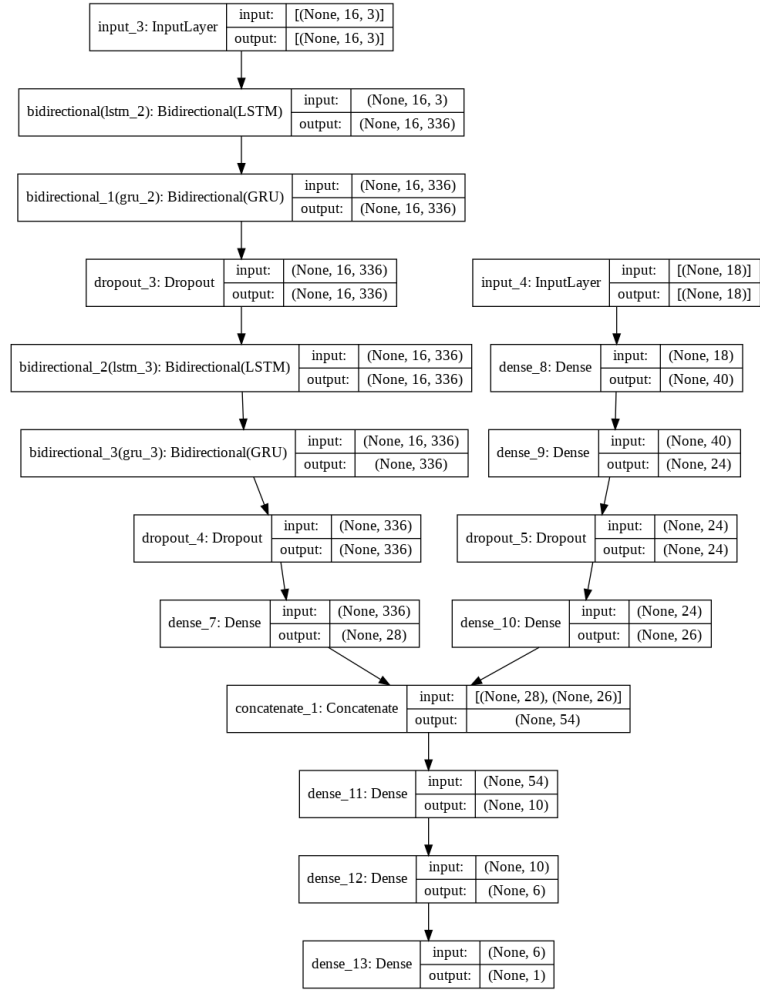 input_3: InputLayer
input: [(None, 16, 3)]
output: [(None, 16, 3)]
bidirectional(lstm_2): Bidirectional(LSTM)
input: (None, 16, 3)
output: (None, 16, 336)
bidirectional_1(gru_2): Bidirectional(GRU)
input: (None, 16, 336)
output: (None, 16, 336)
dropout_3: Dropout
input: (None, 16, 336)
output: (None, 16, 336)
input_4: InputLayer
input: [(None, 18)]
output: [(None, 18)]
bidirectional_2(lstm_3): Bidirectional(LSTM)
input: (None, 16, 336)
output: (None, 16, 336)
dense_8: Dense
input: (None, 18)
output: (None, 40)
bidirectional_3(gru_3): Bidirectional(GRU)
input: (None, 16, 336)
output: (None, 336)
dense_9: Dense
input: (None, 40)
output: (None, 24)
dropout_4: Dropout
input: (None, 336)
output: (None, 336)
dropout_5: Dropout
input: (None, 24)
output: (None, 24)
dense_7: Dense
input: (None, 336)
output: (None, 28)
dense_10: Dense
input: (None, 24)
output: (None, 26)
concatenate_1: Concatenate
input: [(None, 28), (None, 26)]
output: (None, 54)
dense_11: Dense
input: (None, 54)
output: (None, 10)
dense_12: Dense
input: (None, 10)
output: (None, 6)
dense_13: Dense
input: (None, 6)
output: (None, 1)